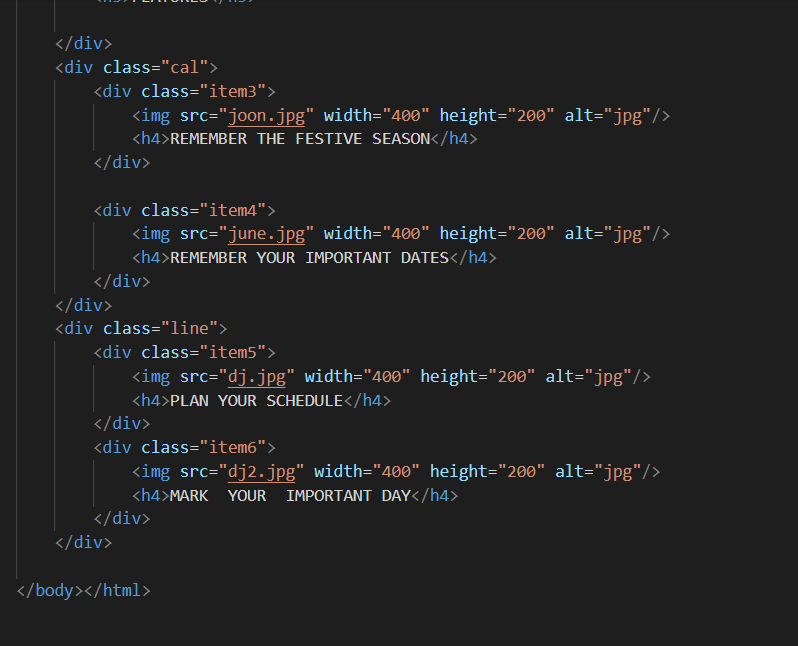 </div>
<div class="cal">
<div class="item3">
<img src="joon.jpg" width="400" height="200" alt="jpg"/>
<h4>REMEMBER THE FESTIVE SEASON</h4>
</div>
<div class="item4">
<img src="june.jpg" width="400" height="200" alt="jpg"/>
<h4>REMEMBER YOUR IMPORTANT DATES</h4>
</div>
</div>
<div class="line">
<div class="item5">
<img src="dj.jpg" width="400" height="200" alt="jpg"/>
<h4>PLAN YOUR SCHEDULE</h4>
</div>
<div class="item6">
<img src="dj2.jpg" width="400" height="200" alt="jpg"/>
<h4>MARK  YOUR  IMPORTANT DAY</h4>
</div>
</div>
</body></html>